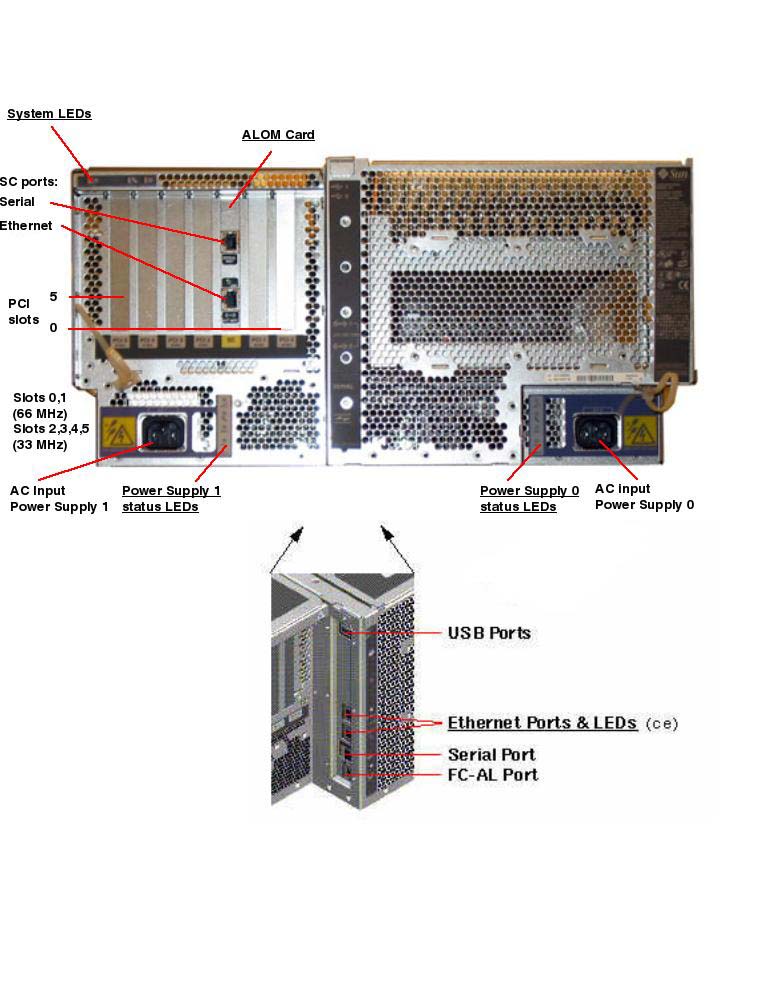 System LEDs
ALOM Card
SC ports:
Serial
Ethernet
Sun
PCI
slots
5
0
Slots 0,1
(66 MHz)
Slots 2,3,4,5
(33 MHz)
AC Input
Power Supply 1
Power Supply 1
status LEDs
Power Supply 0
status LEDs
AC input
Power Supply 0
USB Ports
Ethernet Ports & LEDs (ce)
Serial Port
FC-AL Port